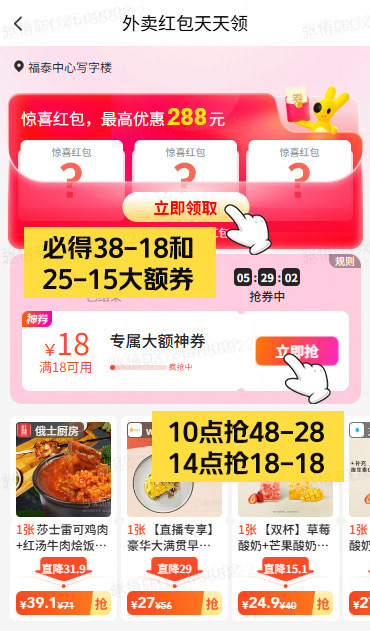 外卖红包天天领
福泰中心写字楼
惊喜红包，最高优惠288元
券
惊喜红包
惊喜红包
惊喜红包
?
?
?
立即领取
必得38-18和
25-15大额券
规则
05:29:02
抢券中
神券
¥18
满18可用
专属大额神券
疯抢中
立即抢
10点抢48-28
14点抢18-18
俄士厨房
1张 莎士雷可鸡肉
+红汤牛肉烩饭…
直降31.9
¥39.1 ¥71 抢
1张 【直播专享】
豪华大满贯早…
直降29
¥27 ¥56 抢
1张 【双杯】草莓
酸奶+芒果酸奶…
直降15.1
¥24.9 ¥40 抢
1张
酸奶
¥27